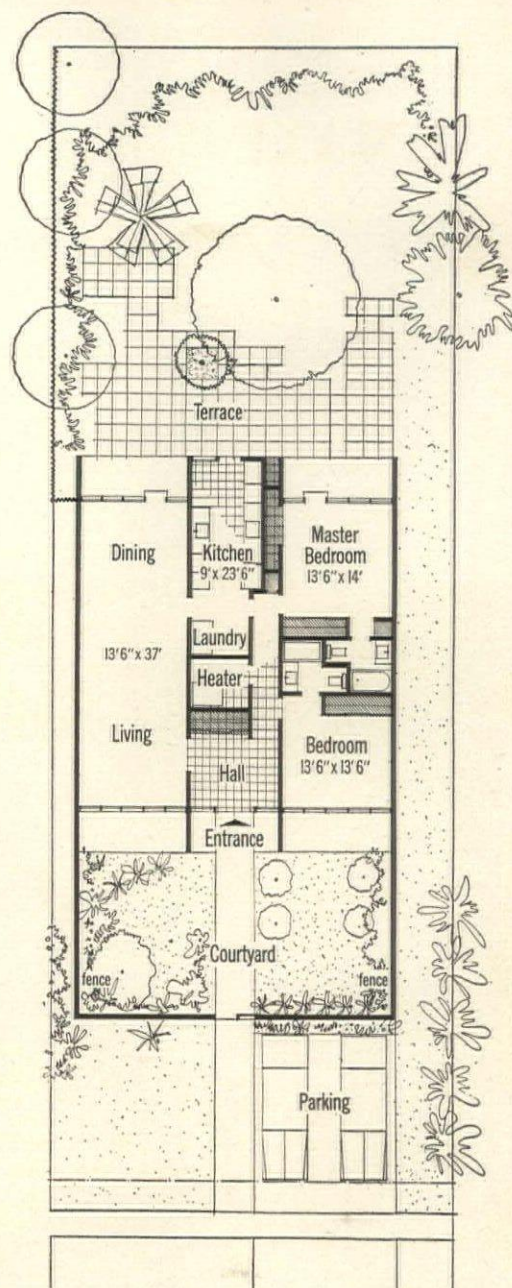 Terrace
Dining
Kitchen
9'x 23'6"
Master
Bedroom
13'6"x 14'
Laundry
13'6"x 37'
Heater
Living
Hall
Bedroom
13'6"x 13'6"
Entrance
Courtyard
fence
fence
Parking